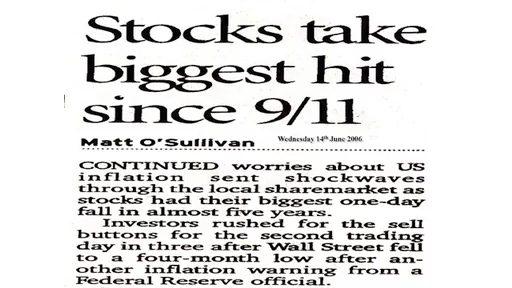 Stocks take
biggest hit
since 9/11
Matt O'Sullivan Wednesday 14th June 2006
CONTINUED worries about US
inflation sent shockwaves
through the local sharemarket as
stocks had their biggest one-day
fall in almost five years.
Investors rushed for the sell
buttons for the second trading
day in three after Wall Street fell
to a four-month low after an-
other inflation warning from a
Federal Reserve official.